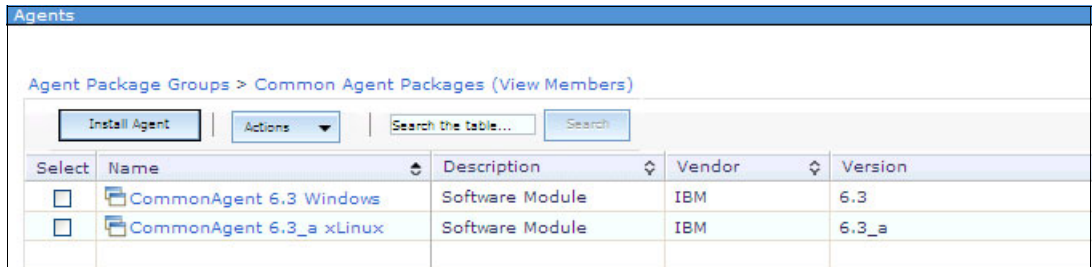 Agents
Agent Package Groups > Common Agent Packages (View Members)
Install Agent Actions Search the table... Search
Select Name Description Vendor Version
CommonAgent 6.3 Windows Software Module IBM 6.3
CommonAgent 6.3_a xLinux Software Module IBM 6.3_a